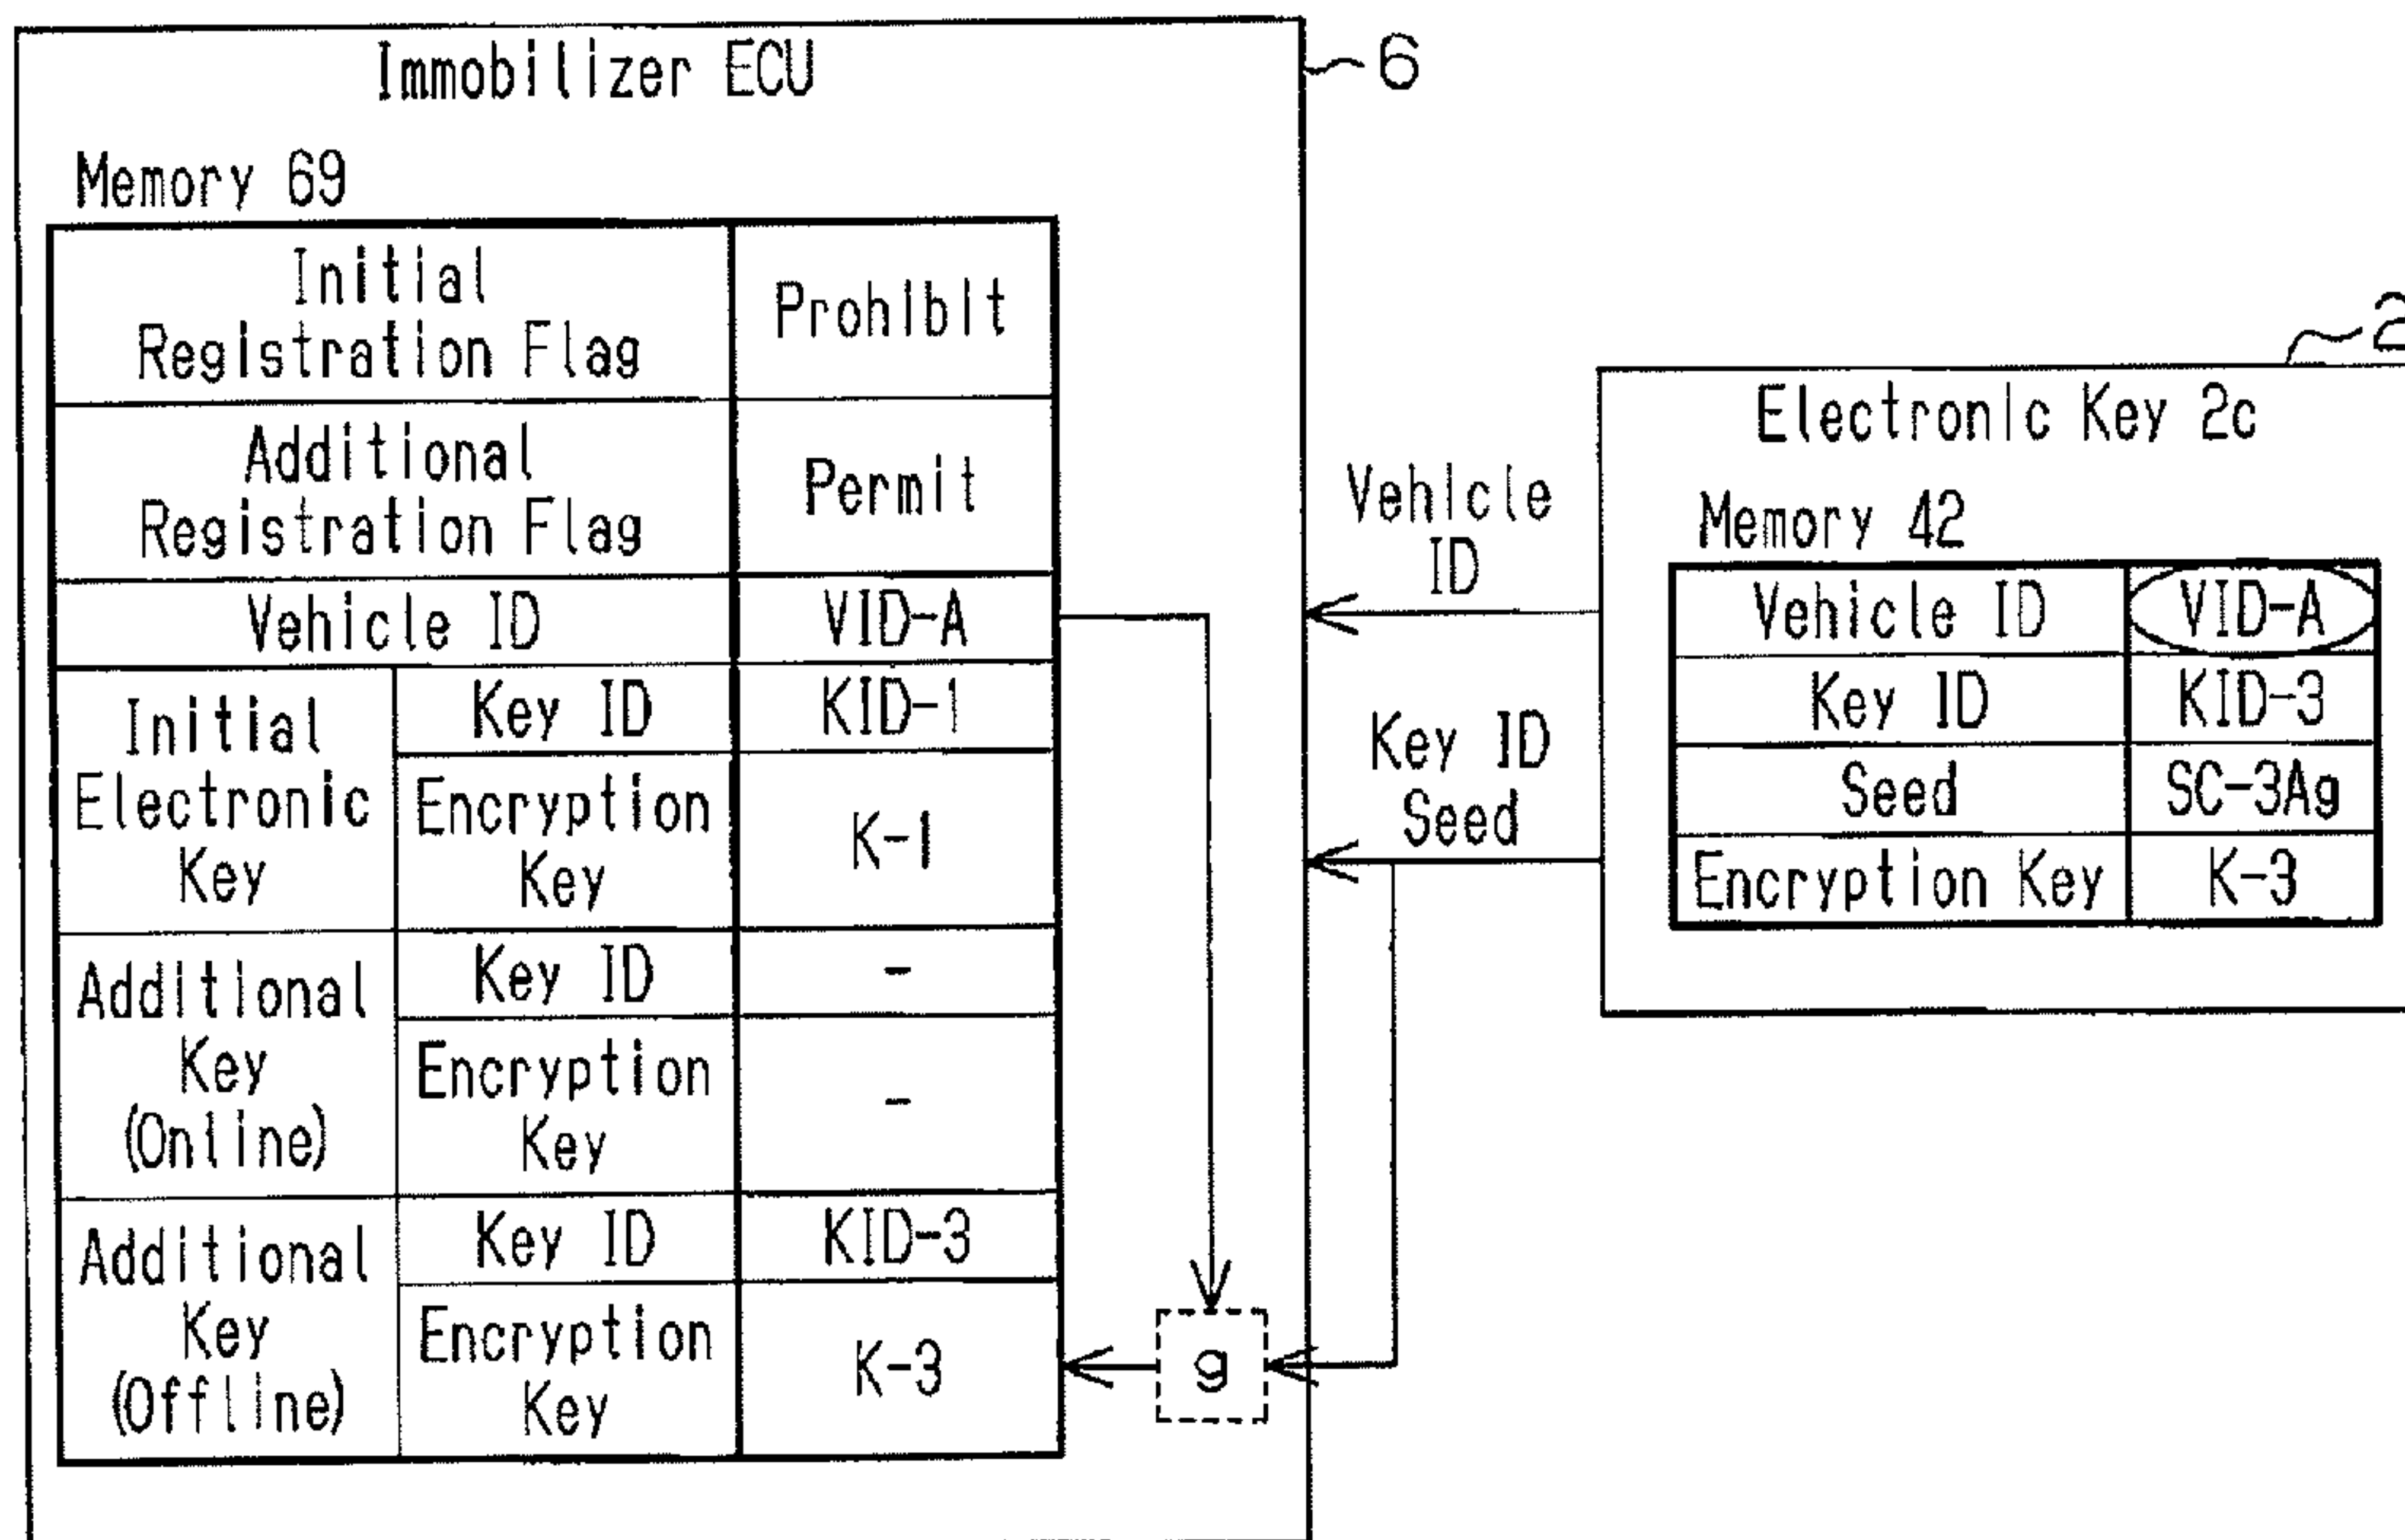 Immobilizer ECU
6
Memory 69
Initial
Registration Flag
Prohibit
Additional
Registration Flag
Permit
Vehicle ID
VID-A
Initial
Electronic
Key
Key ID
KID-1
Encryption
Key
K-1
Additional
Key
(Online)
Key ID
-
Encryption
Key
-
Additional
Key
(Offline)
Key ID
KID-3
Encryption
Key
K-3
g
Vehicle
ID
Key ID
Seed
2
Electronic Key 2c
Memory 42
Vehicle ID
VID-A
Key ID
KID-3
Seed
SC-3Ag
Encryption Key
K-3